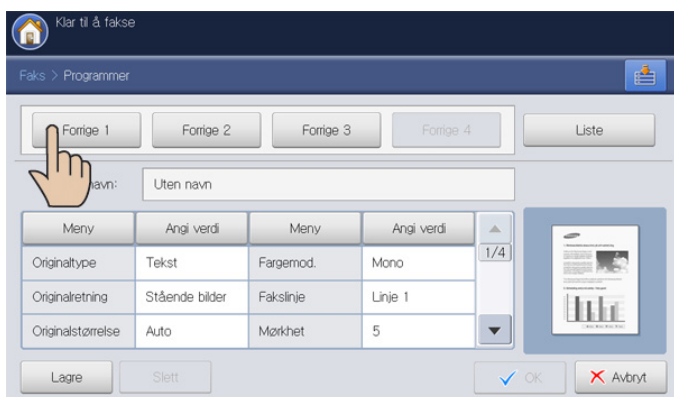 Klar til å fakse
Faks > Programmer
Forrige 1 Forrige 2 Forrige 3 Forrige 4 Liste
navn: Uten navn
Meny Angi verdi Meny Angi verdi
1/4
Originaltype Tekst Fargemod. Mono
Originalretning Stående bilder Fakslinje Linje 1
Originalstørrelse Auto Mørkhet 5
Lagre Slett OK Avbryt